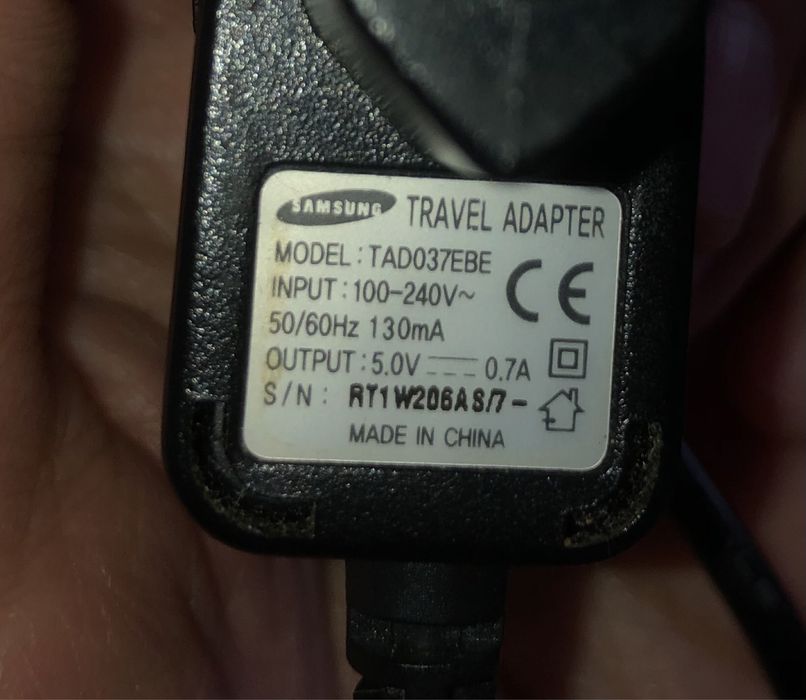 SAMSUNG TRAVEL ADAPTER
MODEL : TAD037EBE
INPUT : 100-240V~
50/60Hz 130mA
OUTPUT : 5.0V 0.7A
S/N : RT1W206AS/7-
MADE IN CHINA
CE